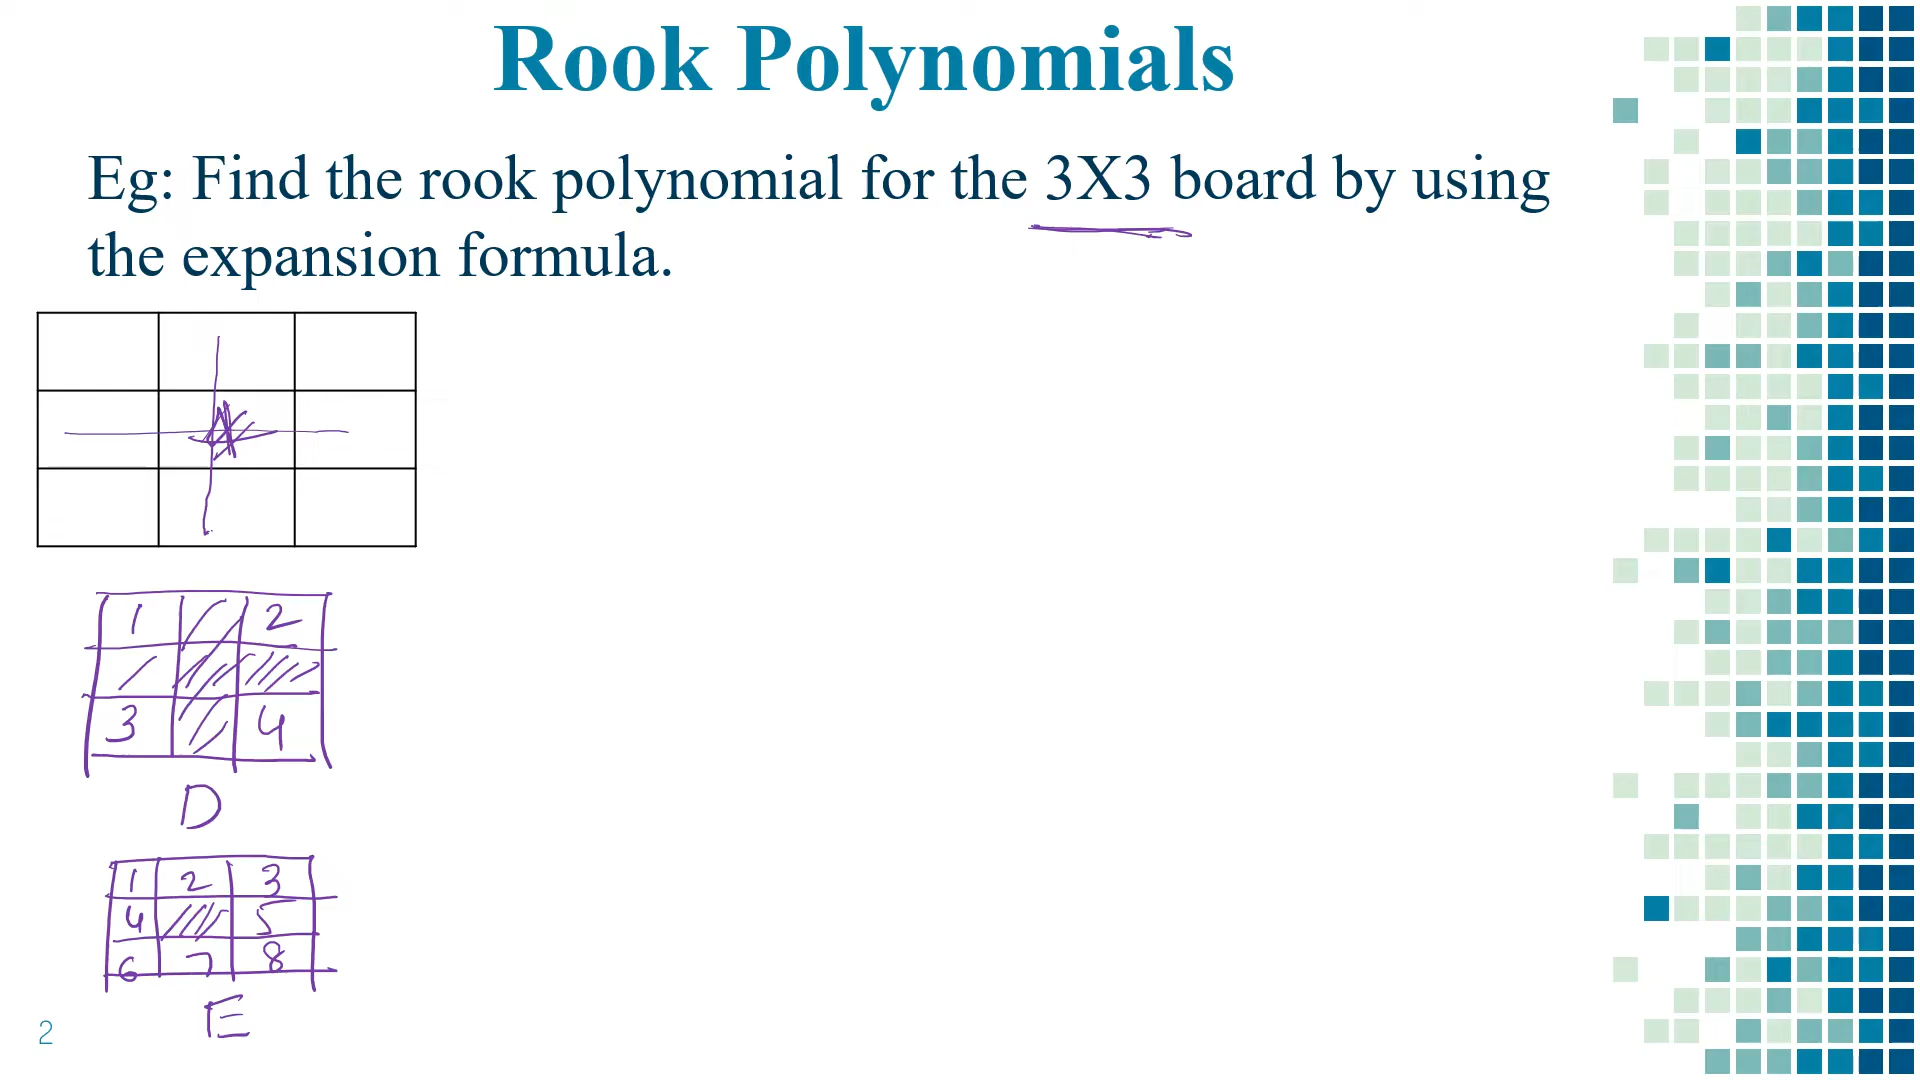 Rook Polynomials
Eg: Find the rook polynomial for the 3X3 board by using
the expansion formula.
1 2
3 4
D
1 2 3
4 5
6 7 8
E
2